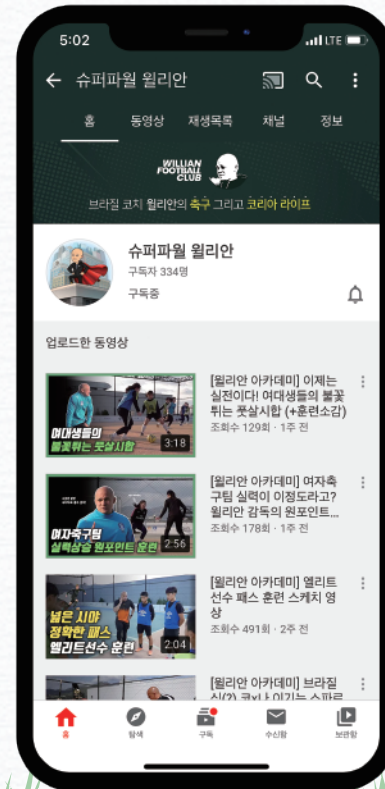 5:02
LTE
슈퍼파월 윌리안
홈 동영상 재생목록 채널 정보
WILLIAN
FOOTBALL
CLUB
브라질 코치 윌리안의 축구 그리고 코리아 라이프
슈퍼파월 윌리안
구독자 334명
구독중
업로드한 동영상
여대생들의
불꽃튀는 풋살시합
3:18
[윌리안 아카데미] 이제는
실전이다! 여대생들의 불꽃
튀는 풋살시합 (+훈련소감)
조회수 129회 · 1주 전
여자축구팀
실력상승 원포인트 훈련
2:56
[윌리안 아카데미] 여자축
구팀 실력이 이정도라고?
윌리안 감독의 원포인트...
조회수 178회 · 1주 전
넓은 시야
정확한 패스
엘리트선수 훈련
2:04
[윌리안 아카데미] 엘리트
선수 패스 훈련 스케치 영
상
조회수 491회 · 2주 전
[윌리안 아카데미] 브라질
홈 탐색 구독 수신함 보관함